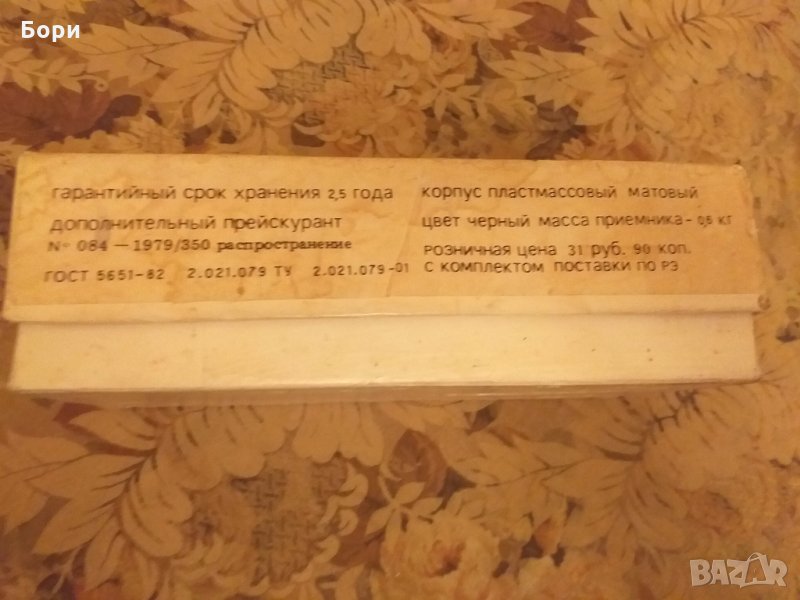 Бори
гарантийный срок хранения 2,5 года
дополнительный прейскурант
№ 084 — 1979/350 распространение
ГОСТ 5651-82 2.021.079 ТУ 2.021.079-01
корпус пластмассовый матовый
цвет черный масса приемника - 0,6 кг
розничная цена 31 руб. 90 коп.
с комплектом поставки по РЭ
BAZAR